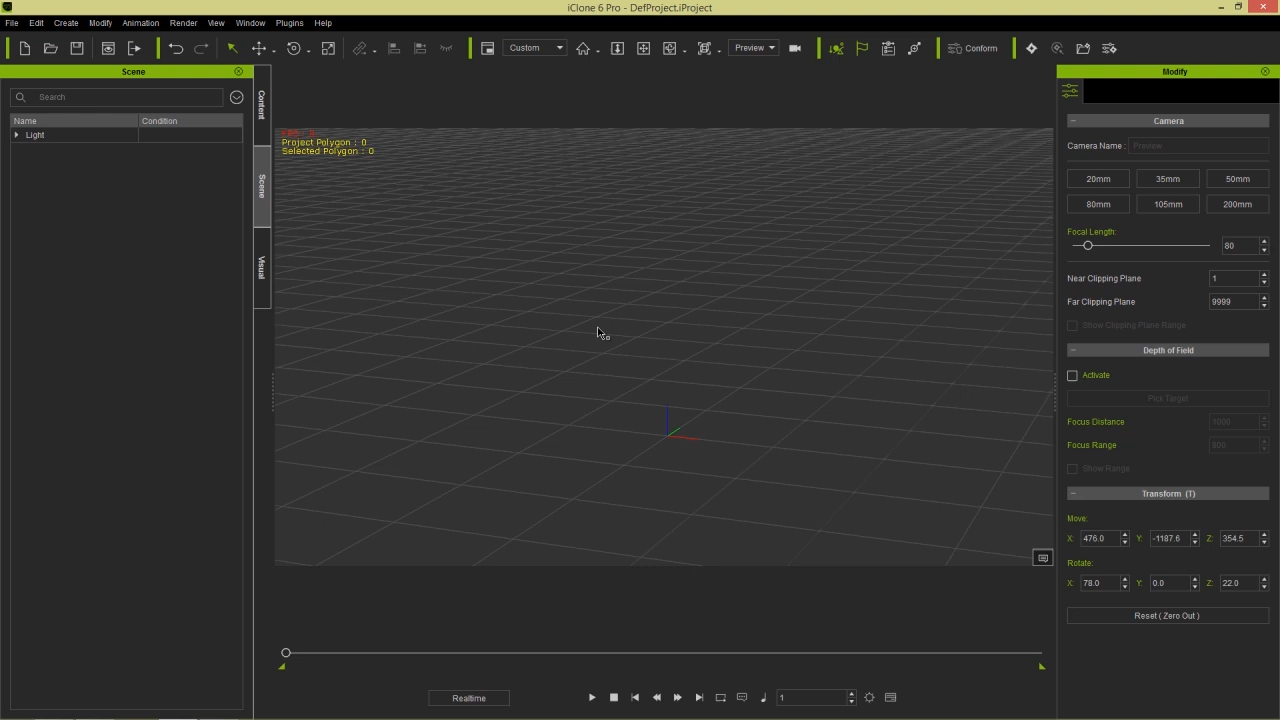 iClone 6 Pro - DefProject.iProject
File Edit Create Modify Animation Render View Window Plugins Help
Custom Preview Conform
Scene
Search
Name Condition
Light
Content
Scene
Visual
Project Polygon : 0
Selected Polygon : 0
Modify
Camera
Camera Name : Preview
20mm 35mm 50mm
80mm 105mm 200mm
Focal Length:
80
Near Clipping Plane 1
Far Clipping Plane 9999
Show Clipping Plane Range
Depth of Field
Activate
Pick Target
Focus Distance 1000
Focus Range 800
Show Range
Transform (T)
Move:
X: 476.0 Y: -1187.6 Z: 354.5
Rotate:
X: 78.0 Y: 0.0 Z: 22.0
Reset ( Zero Out )
Realtime 1